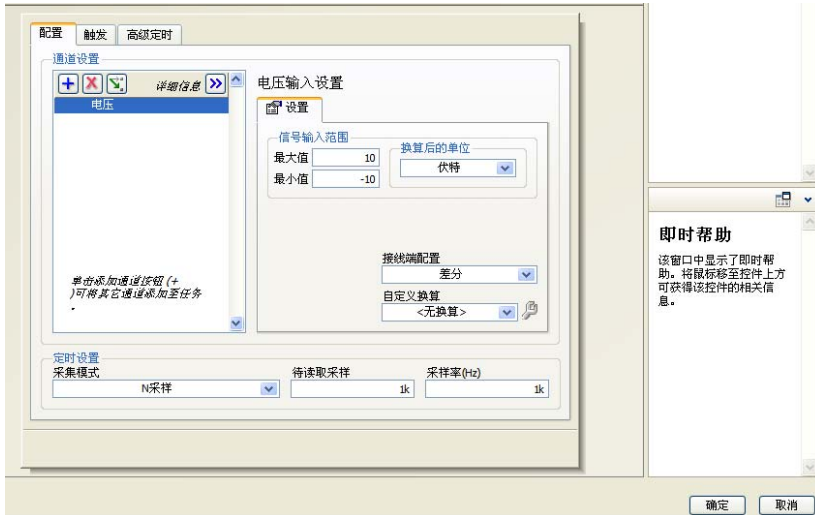 配置 触发 高级定时
通道设置
详细信息
电压
电压输入设置
设置
信号输入范围
最大值 10
最小值 -10
换算后的单位
伏特
单击添加通道按钮 (+
)可将其它通道添加至任务
.
接线端配置
差分
自定义换算
<无换算>
定时设置
采集模式
N采样
待读取采样
1k
采样率(Hz)
1k
即时帮助
该窗口中显示了即时帮
助。将鼠标移至控件上方
可获得该控件的相关信
息。
确定 取消